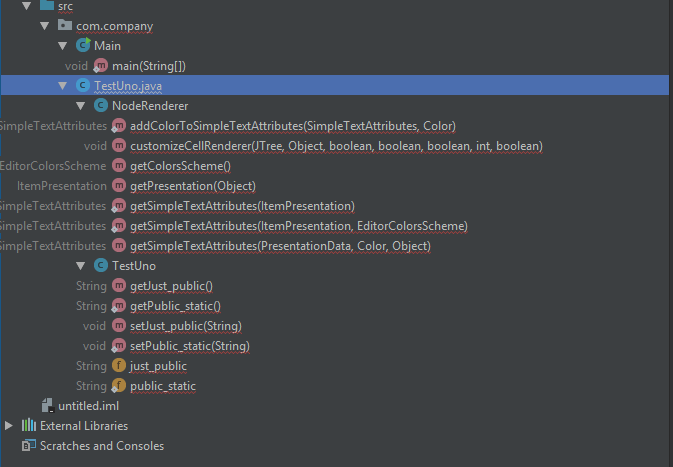 src
com.company
Main
void main(String[])
TestUno.java
NodeRenderer
SimpleTextAttributes addColorToSimpleTextAttributes(SimpleTextAttributes, Color)
void customizeCellRenderer(JTree, Object, boolean, boolean, boolean, int, boolean)
EditorColorsScheme getColorsScheme()
ItemPresentation getPresentation(Object)
SimpleTextAttributes getSimpleTextAttributes(ItemPresentation)
SimpleTextAttributes getSimpleTextAttributes(ItemPresentation, EditorColorsScheme)
SimpleTextAttributes getSimpleTextAttributes(PresentationData, Color, Object)
TestUno
String getJust_public()
String getPublic_static()
void setJust_public(String)
void setPublic_static(String)
String just_public
String public_static
untitled.iml
External Libraries
Scratches and Consoles